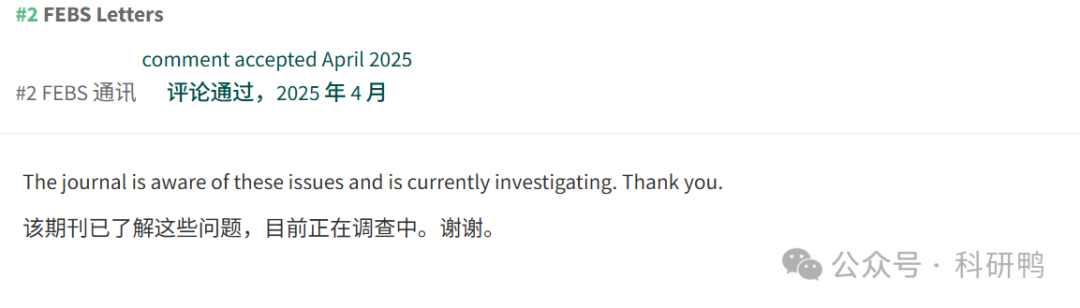 #2 FEBS Letters
comment accepted April 2025
#2 FEBS 通讯 评论通过，2025 年 4 月
The journal is aware of these issues and is currently investigating. Thank you.
该期刊已了解这些问题，目前正在调查中。谢谢。
公众号 · 科研鸭